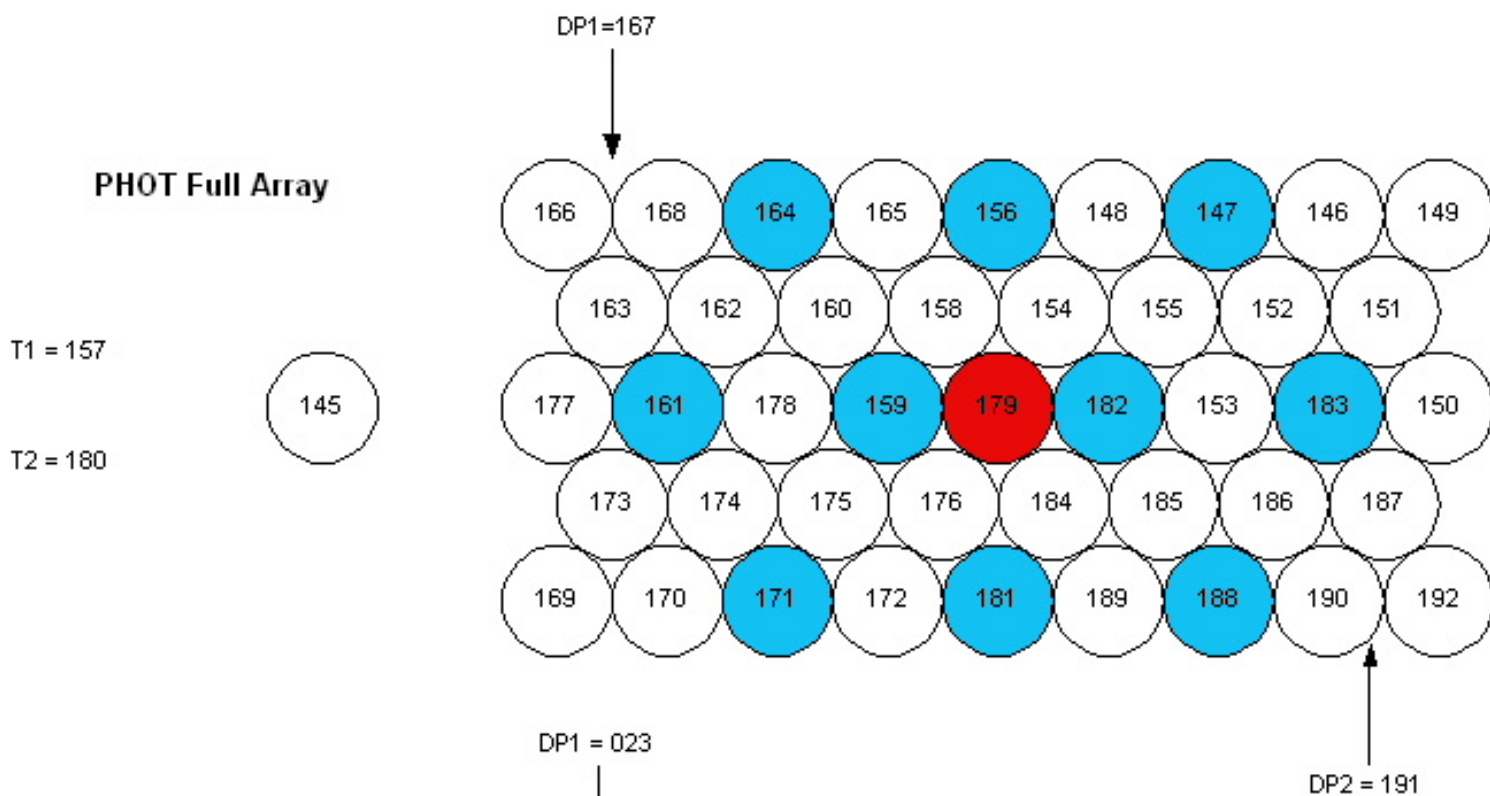 DP1=167
PHOT Full Array
166 168 164 165 156 148 147 146 149
163 162 160 158 154 155 152 151
T1 = 157
145 177 161 178 159 179 182 153 183 150
T2 = 180
173 174 175 176 184 185 186 187
169 170 171 172 181 189 188 190 192
DP1 = 023
DP2 = 191